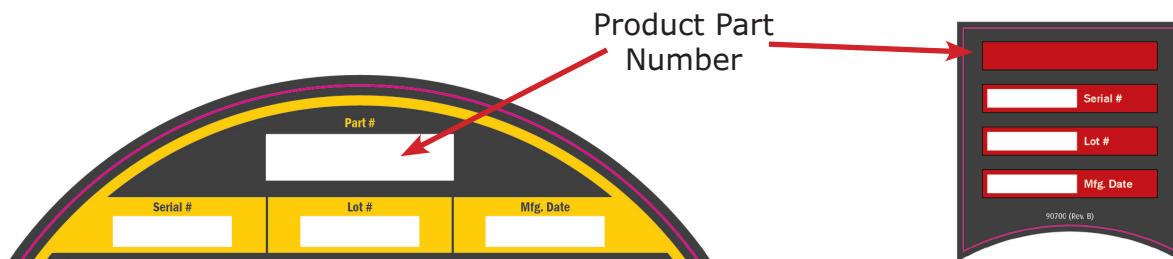 Product Part
Number
Part #
Serial #
Lot #
Mfg. Date
Serial #
Lot #
Mfg. Date
90700 (Rev. B)